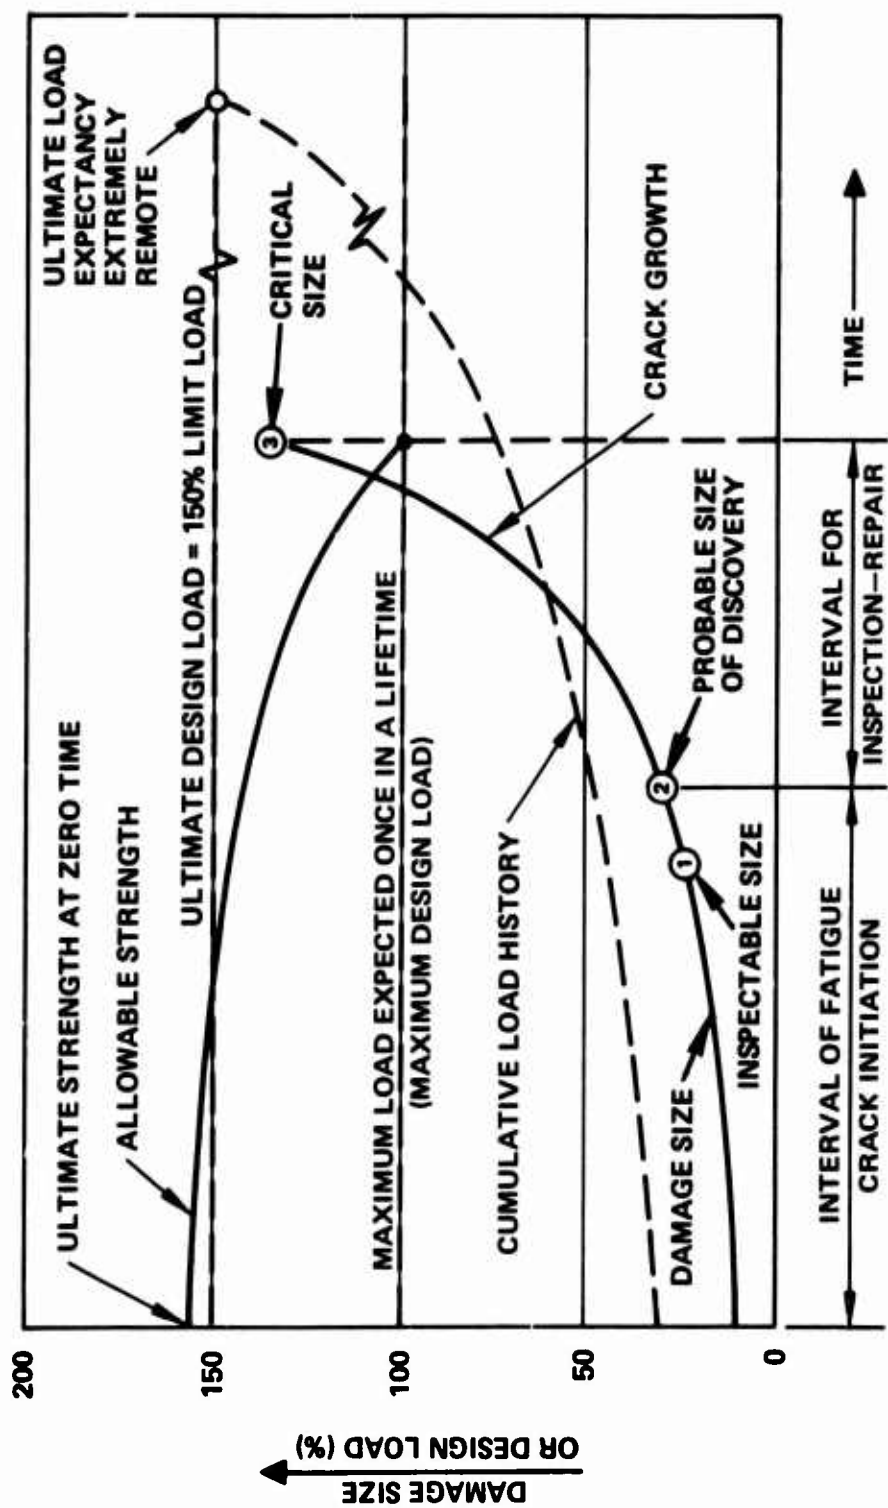 DAMAGE SIZE
OR DESIGN LOAD (%)
200
150
100
50
0
ULTIMATE STRENGTH AT ZERO TIME
ALLOWABLE STRENGTH
ULTIMATE DESIGN LOAD = 150% LIMIT LOAD
ULTIMATE LOAD
EXPECTANCY
EXTREMELY
REMOTE
3
CRITICAL
SIZE
MAXIMUM LOAD EXPECTED ONCE IN A LIFETIME
(MAXIMUM DESIGN LOAD)
CUMULATIVE LOAD HISTORY
CRACK GROWTH
DAMAGE SIZE
1
INSPECTABLE SIZE
2
PROBABLE SIZE
OF DISCOVERY
INTERVAL OF FATIGUE
CRACK INITIATION
INTERVAL FOR
INSPECTION–REPAIR
TIME